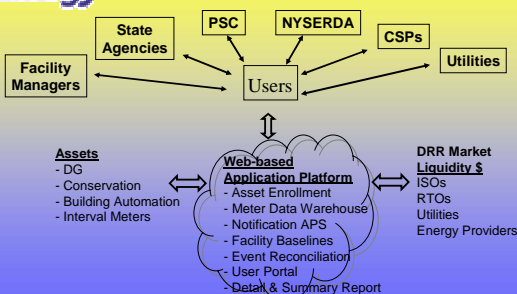 PSC
NYSERDA
State
Agencies
CSPs
Facility
Managers
Users
Utilities
Assets
- DG
- Conservation
- Building Automation
- Interval Meters
Web-based
Application Platform
- Asset Enrollment
- Meter Data Warehouse
- Notification APS
- Facility Baselines
- Event Reconciliation
- User Portal
- Detail & Summary Report
DRR Market
Liquidity $
ISOs
RTOs
Utilities
Energy Providers